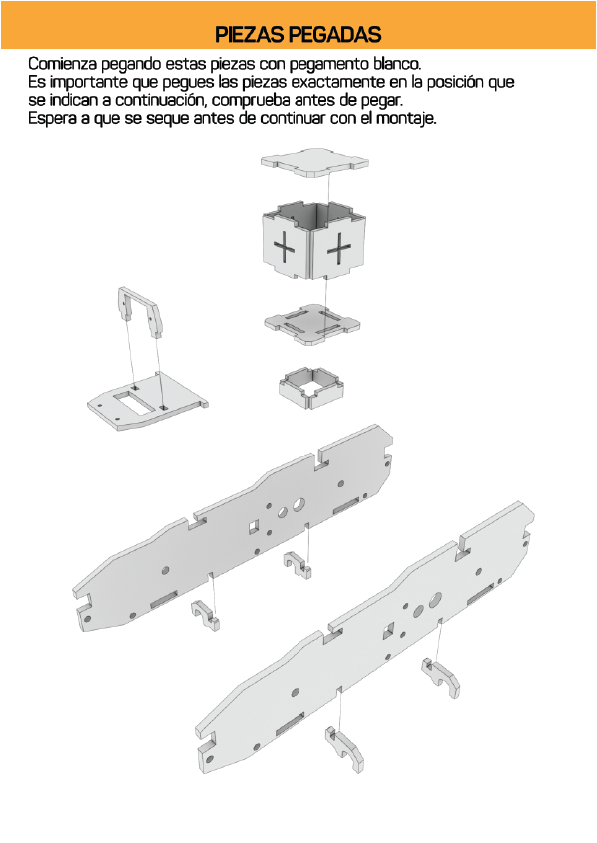 PIEZAS PEGADAS
Comienza pegando estas piezas con pegamento blanco.
Es importante que pegues las piezas exactamente en la posición que
se indican a continuación, comprueba antes de pegar.
Espera a que se seque antes de continuar con el montaje.